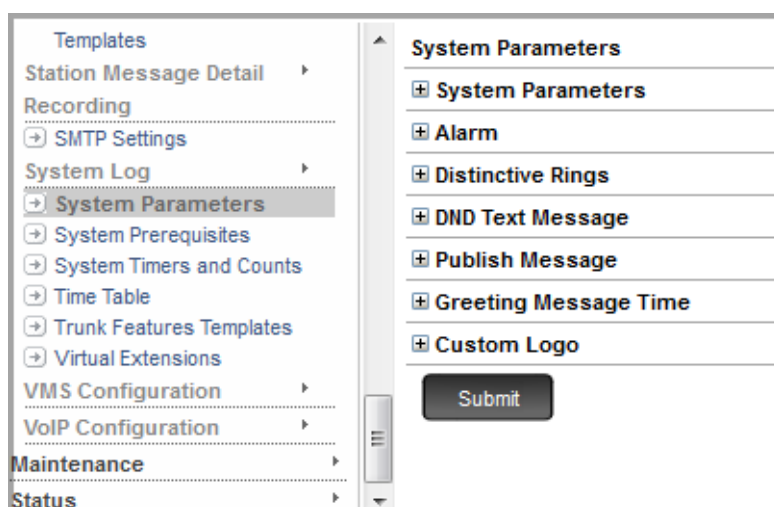 Templates
Station Message Detail
Recording
SMTP Settings
System Log
System Parameters
System Prerequisites
System Timers and Counts
Time Table
Trunk Features Templates
Virtual Extensions
VMS Configuration
VoIP Configuration
Maintenance
Status
System Parameters
System Parameters
Alarm
Distinctive Rings
DND Text Message
Publish Message
Greeting Message Time
Custom Logo
Submit